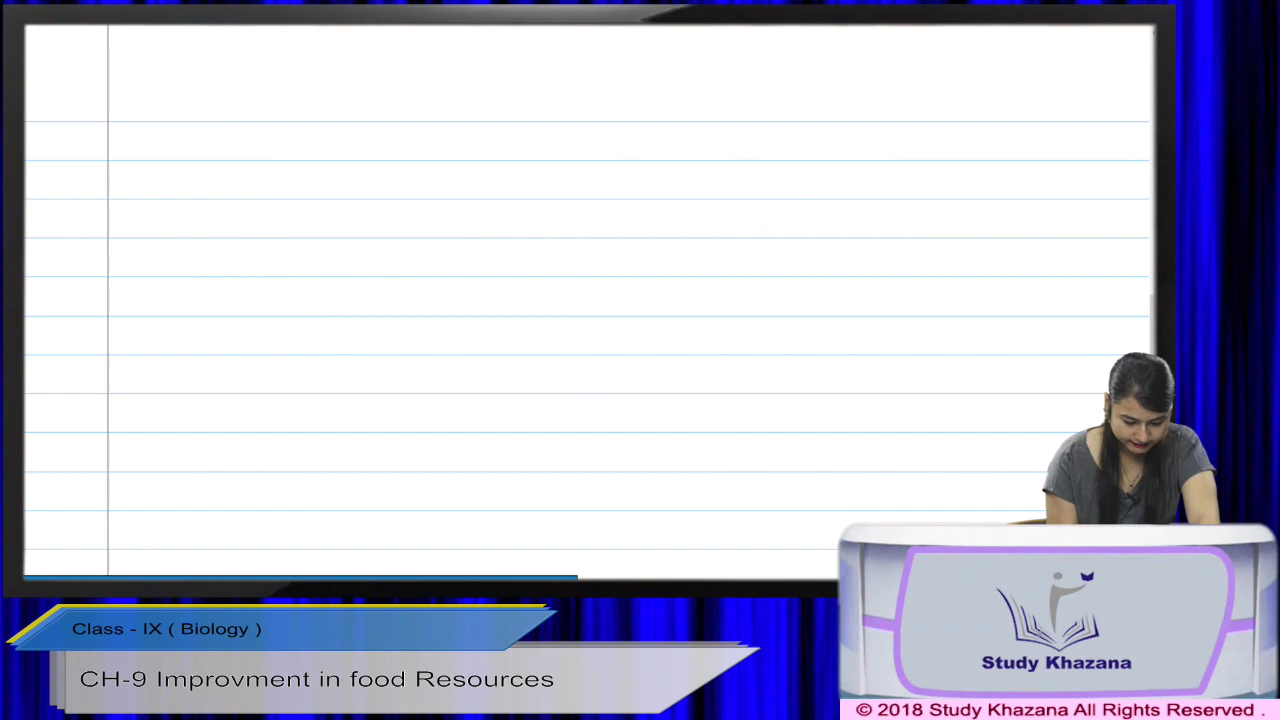 Class - IX ( Biology )
CH-9 Improvment in food Resources
Study Khazana
© 2018 Study Khazana All Rights Reserved .